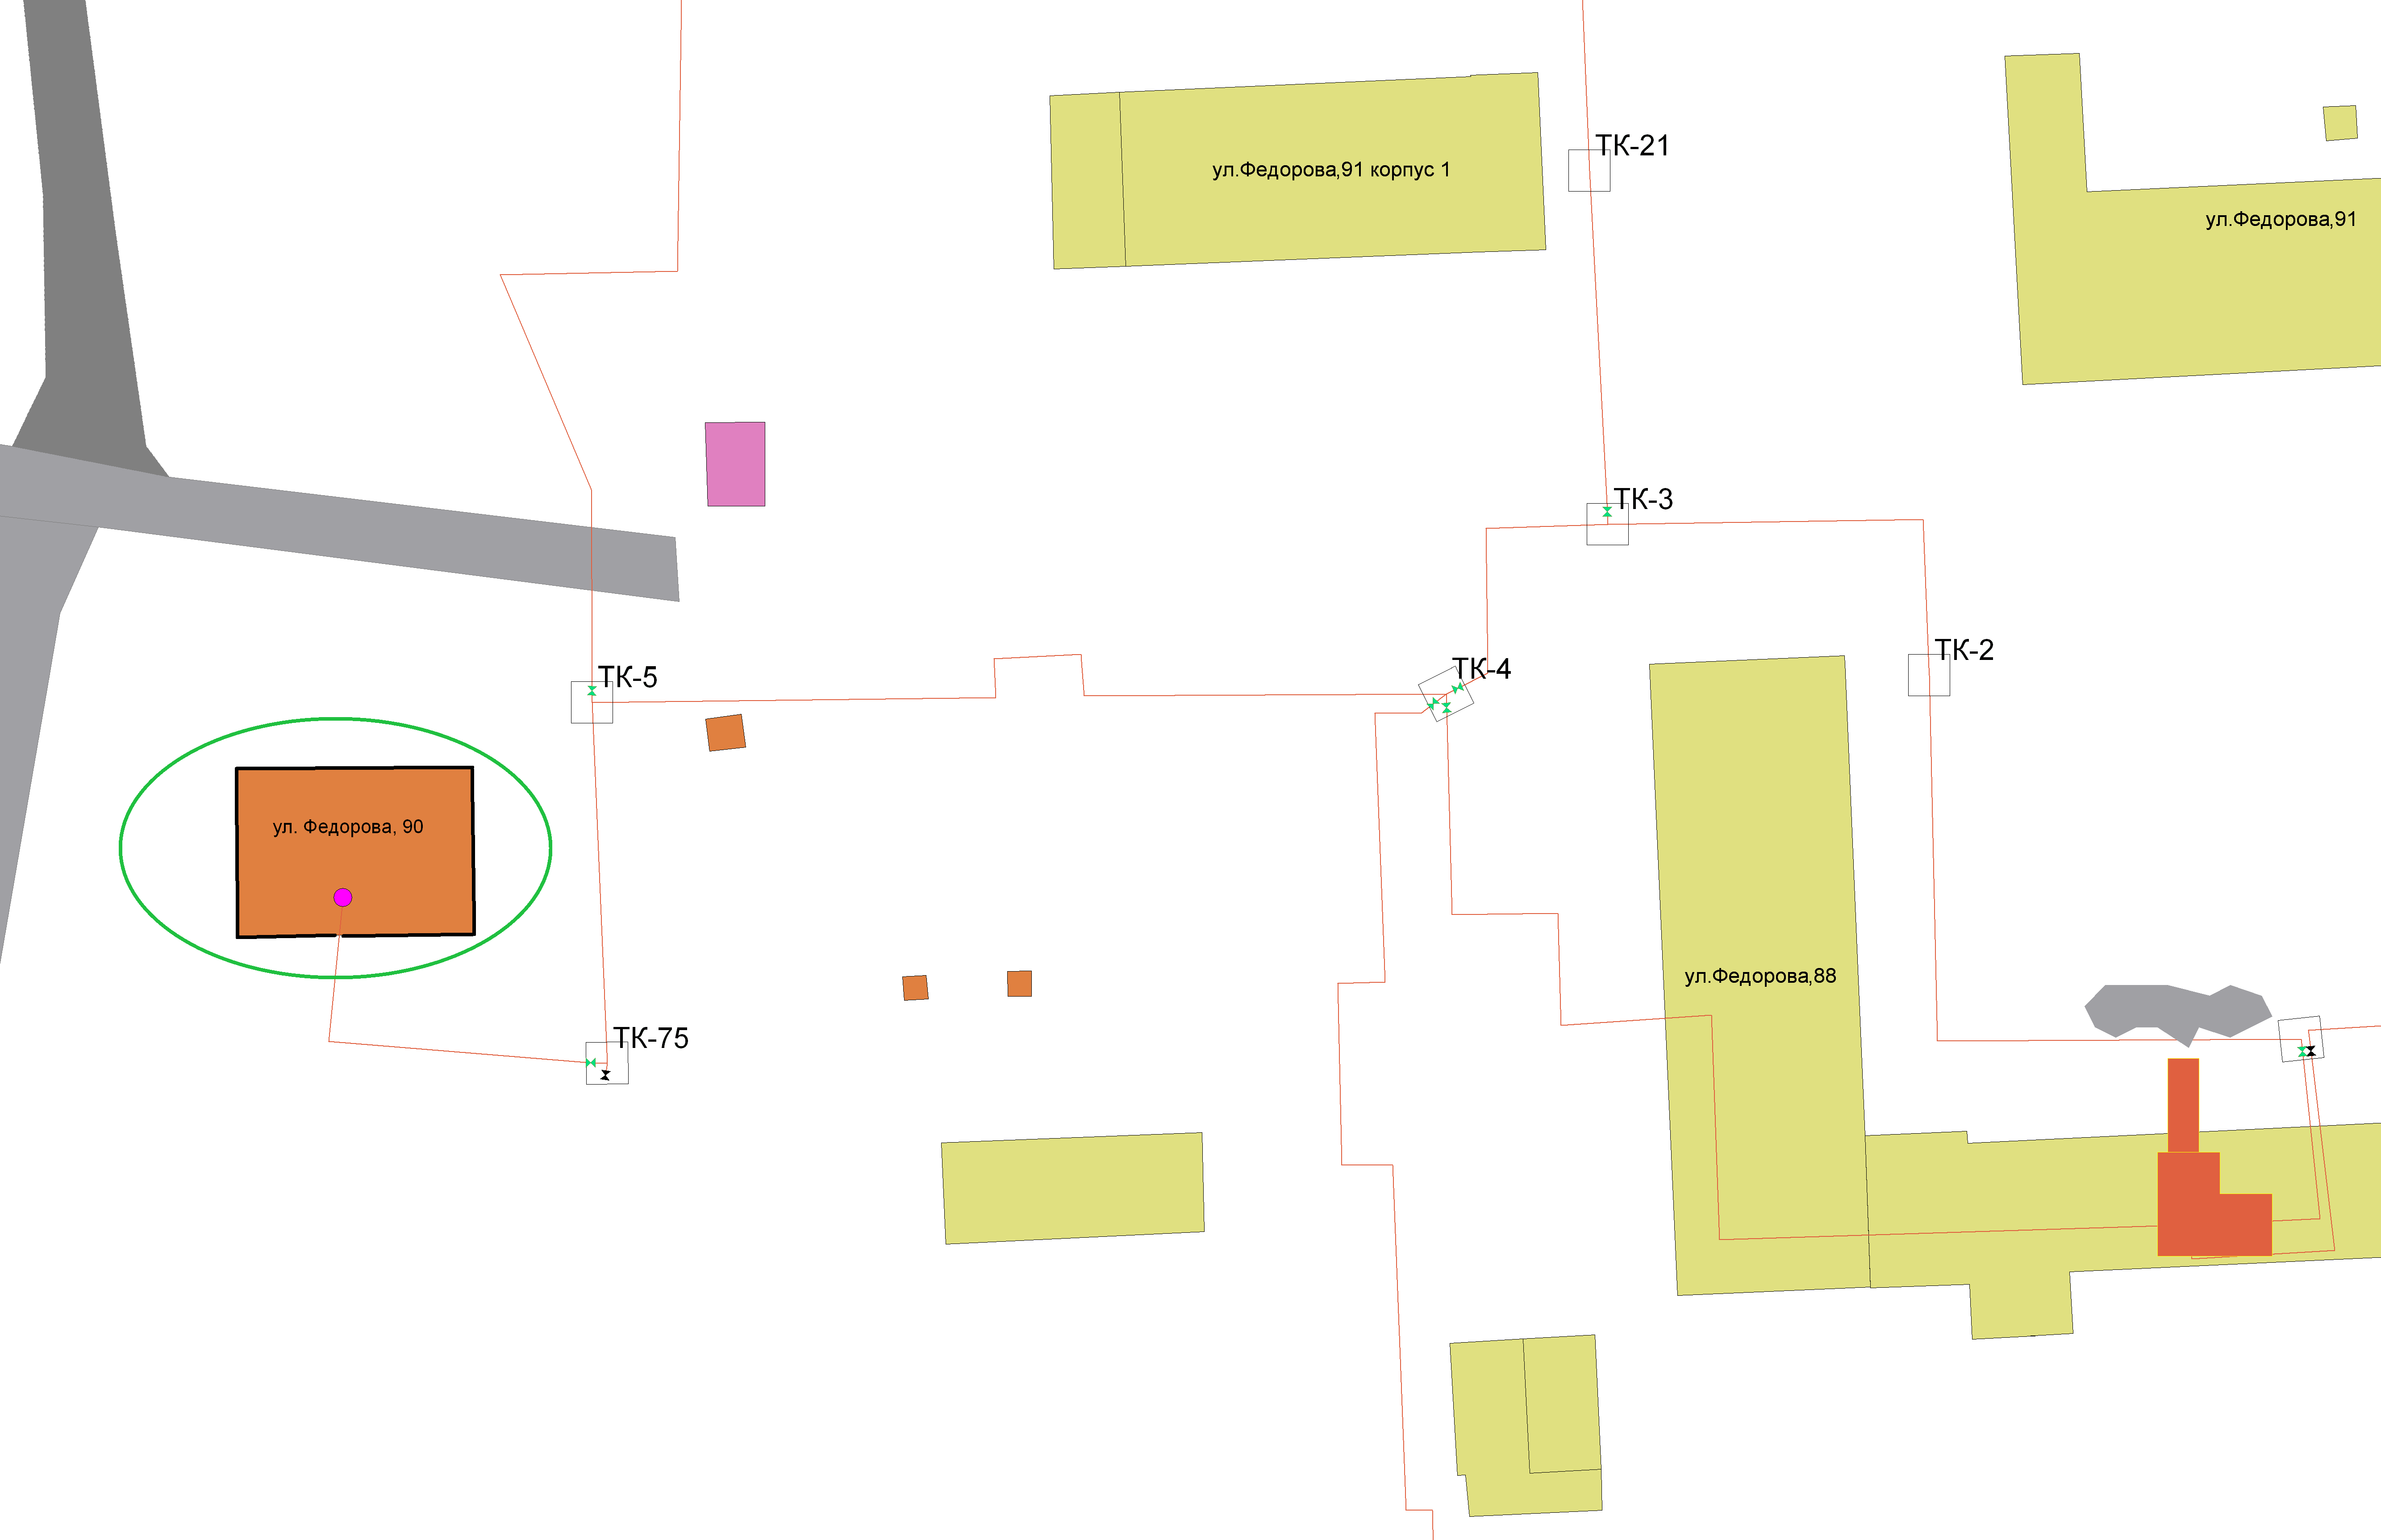 ТК-21
ул.Федорова,91 корпус 1
ул.Федорова,91
ТК-3
ТК-2
ТК-4
ТК-5
ул. Федорова, 90
ул.Федорова,88
ТК-75